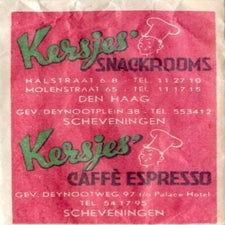 Kersjes'
SNACKROOMS
HALSTRAAT 6-8 - TEL. 11 27 10
MOLENSTRAAT 65 - TEL. 11 17 15
DEN HAAG
GEV. DEYNOOTPLEIN 38 - TEL. 553412
SCHEVENINGEN
Kersjes'
CAFFÈ ESPRESSO
GEV. DEYNOOTWEG 97 t/o Palace Hotel
TEL. 54 17 95
SCHEVENINGEN